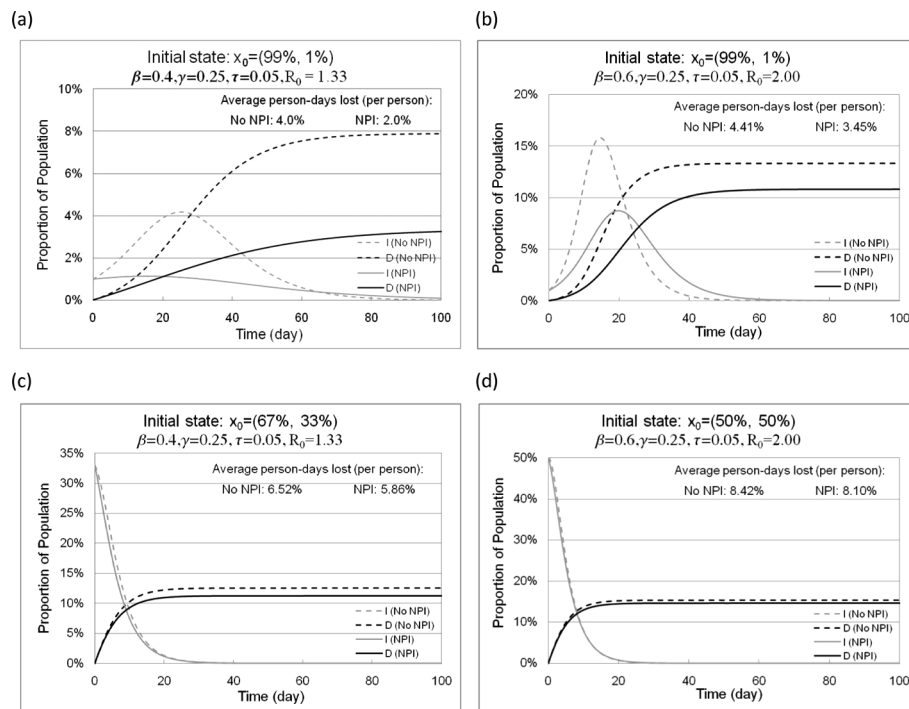 (a)
Initial state: x₀=(99%, 1%)
β=0.4,γ=0.25,τ=0.05,R₀ = 1.33
Average person-days lost (per person):
No NPI: 4.0% NPI: 2.0%
10%
8%
6%
4%
2%
0%
Proportion of Population
I (No NPI)
D (No NPI)
I (NPI)
D (NPI)
0 20 40 60 80 100
Time (day)
(b)
Initial state: x₀=(99%, 1%)
β=0.6,γ=0.25,τ=0.05,R₀=2.00
Average person-days lost (per person):
No NPI: 4.41% NPI: 3.45%
20%
15%
10%
5%
0%
Proportion of Population
I (No NPI)
D (No NPI)
I (NPI)
D (NPI)
0 20 40 60 80 100
Time (day)
(c)
Initial state: x₀=(67%, 33%)
β=0.4,γ=0.25,τ=0.05, R₀=1.33
Average person-days lost (per person):
No NPI: 6.52% NPI: 5.86%
35%
30%
25%
20%
15%
10%
5%
0%
Proportion of Population
I (No NPI)
D (No NPI)
I (NPI)
D (NPI)
0 20 40 60 80 100
Time (day)
(d)
Initial state: x₀=(50%, 50%)
β=0.6,γ=0.25, τ=0.05, R₀=2.00
Average person-days lost (per person):
No NPI: 8.42% NPI: 8.10%
50%
40%
30%
20%
10%
0%
Proportion of Population
I (No NPI)
D (No NPI)
I (NPI)
D (NPI)
0 20 40 60 80 100
Time (day)